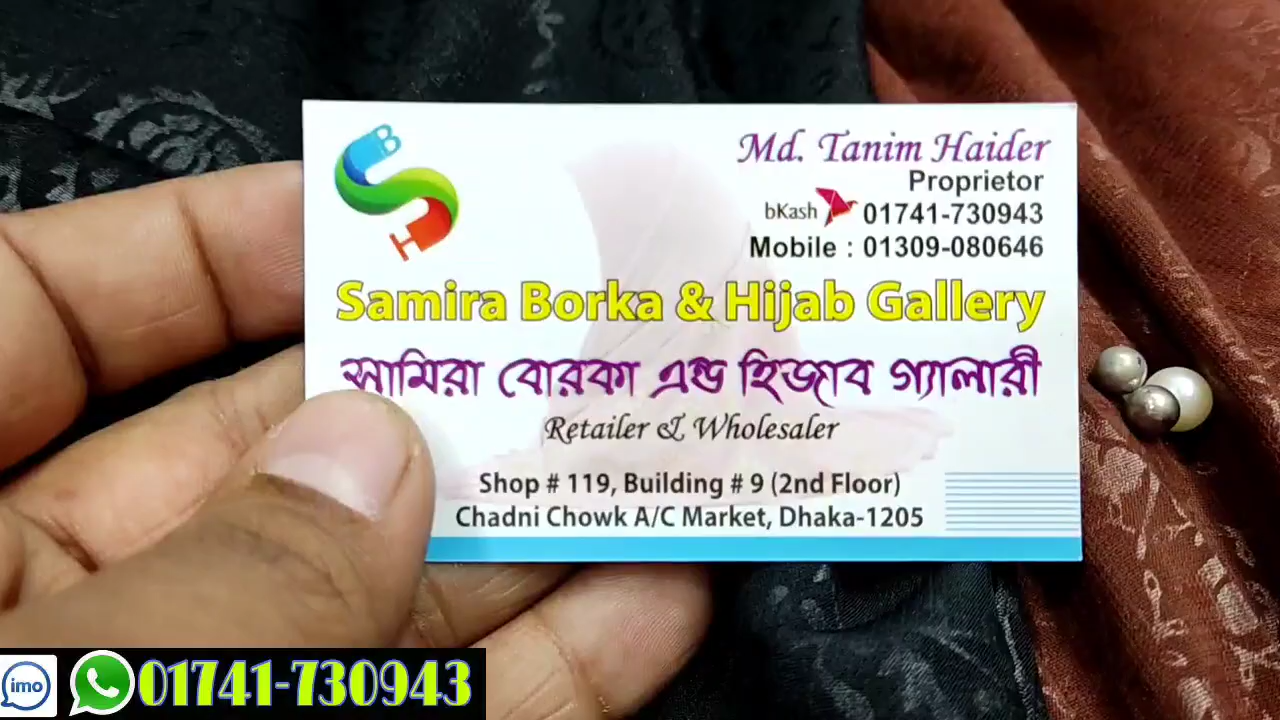 SBH
Md. Tanim Haider
Proprietor
bKash 01741-730943
Mobile : 01309-080646
Samira Borka & Hijab Gallery
সামিরা বোরকা এন্ড হিজাব গ্যালারী
Retailer & Wholesaler
Shop # 119, Building # 9 (2nd Floor)
Chadni Chowk A/C Market, Dhaka-1205
imo 01741-730943